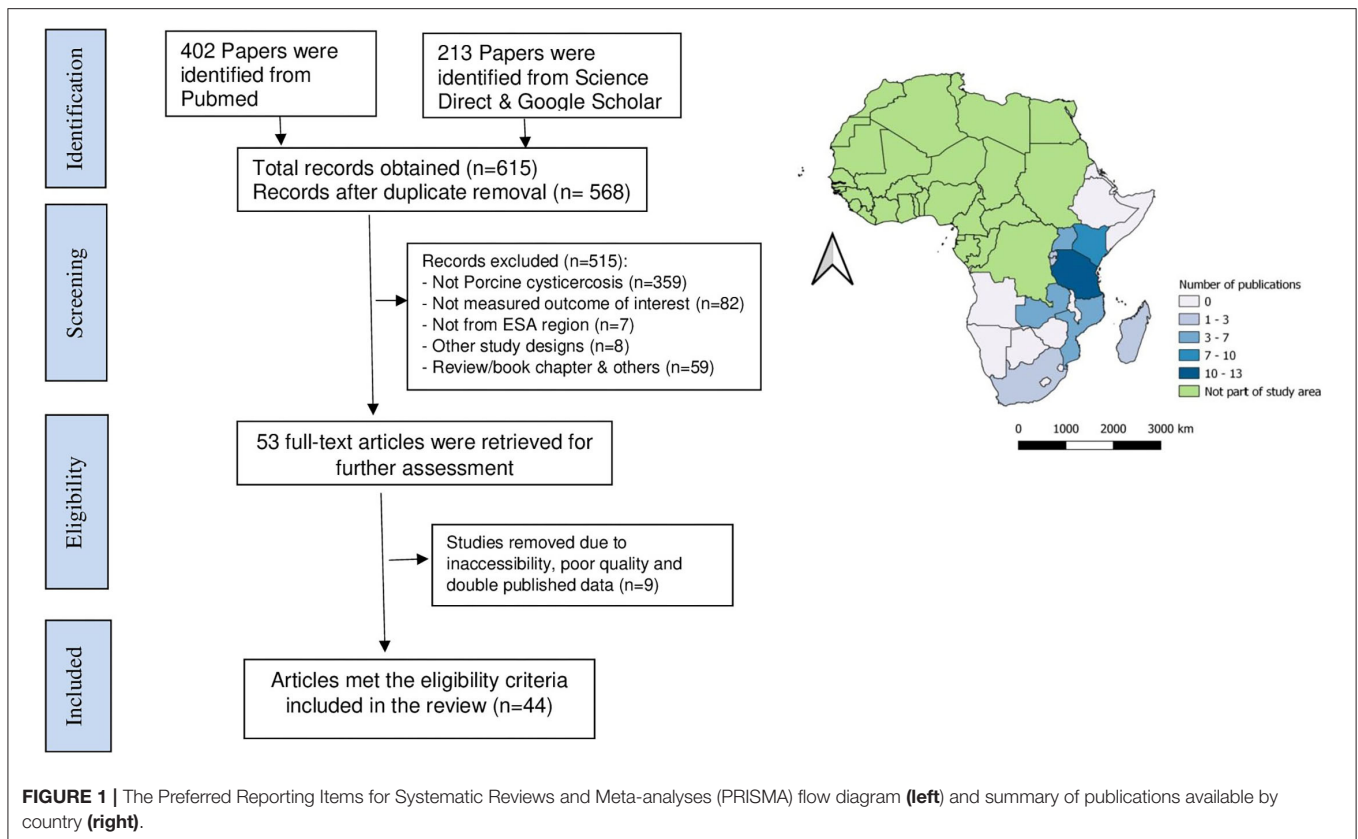 Identification
402 Papers were
identified from
Pubmed
213 Papers were
identified from Science
Direct & Google Scholar
Total records obtained (n=615)
Records after duplicate removal (n= 568)
Screening
Records excluded (n=515):
- Not Porcine cysticercosis (n=359)
- Not measured outcome of interest (n=82)
- Not from ESA region (n=7)
- Other study designs (n=8)
- Review/book chapter & others (n=59)
Eligibility
53 full-text articles were retrieved for
further assessment
Studies removed due to
inaccessibility, poor quality and
double published data (n=9)
Included
Articles met the eligibility criteria
included in the review (n=44)
Number of publications
0
1 - 3
3 - 7
7 - 10
10 - 13
Not part of study area
0 1000 2000 3000 km
FIGURE 1 | The Preferred Reporting Items for Systematic Reviews and Meta-analyses (PRISMA) flow diagram (left) and summary of publications available by
country (right).